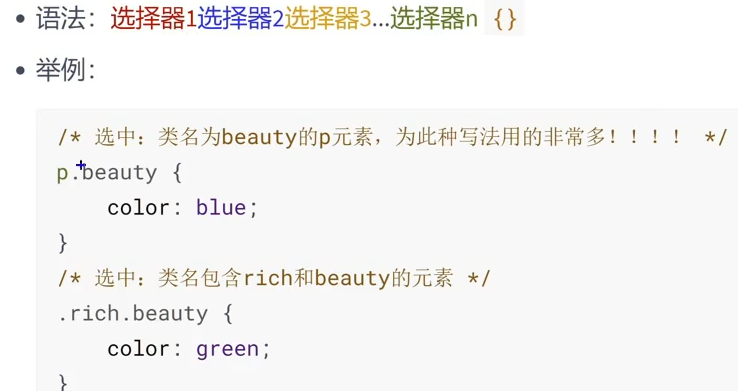 语法：选择器1选择器2选择器3...选择器n {}
举例：
/* 选中：类名为beauty的p元素，为此种写法用的非常多！！！！ */
p.beauty {
    color: blue;
}
/* 选中：类名包含rich和beauty的元素 */
.rich.beauty {
    color: green;
}